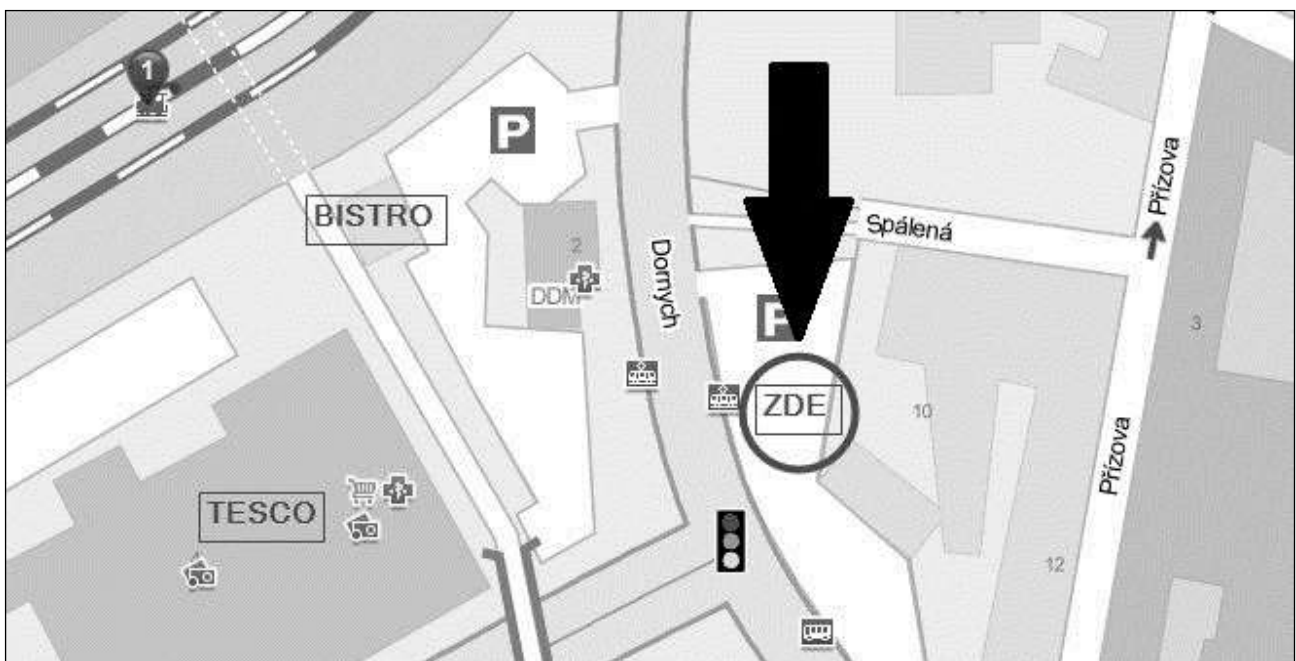 1
P
BISTRO
Přízova
Spálená
2
DDM
Dornych
P
3
ZDE
10
Přízova
TESCO
12